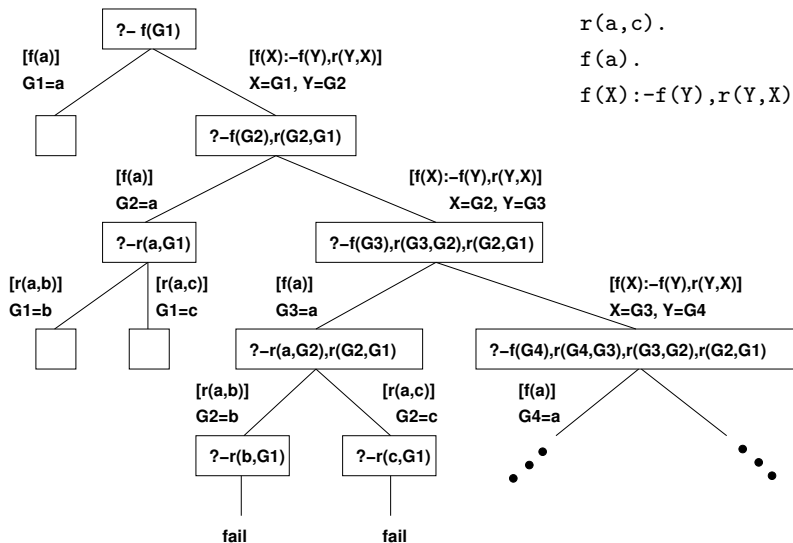 ?– f(G1)
r(a,c).
f(a).
f(X):-f(Y),r(Y,X)
[f(a)]
G1=a
[f(X):–f(Y),r(Y,X)]
X=G1, Y=G2
?–f(G2),r(G2,G1)
[f(a)]
G2=a
[f(X):–f(Y),r(Y,X)]
X=G2, Y=G3
?–r(a,G1)
?–f(G3),r(G3,G2),r(G2,G1)
[r(a,b)]
G1=b
[r(a,c)]
G1=c
[f(a)]
G3=a
[f(X):–f(Y),r(Y,X)]
X=G3, Y=G4
?–r(a,G2),r(G2,G1)
?–f(G4),r(G4,G3),r(G3,G2),r(G2,G1)
[r(a,b)]
G2=b
[r(a,c)]
G2=c
[f(a)]
G4=a
?–r(b,G1)
?–r(c,G1)
fail
fail